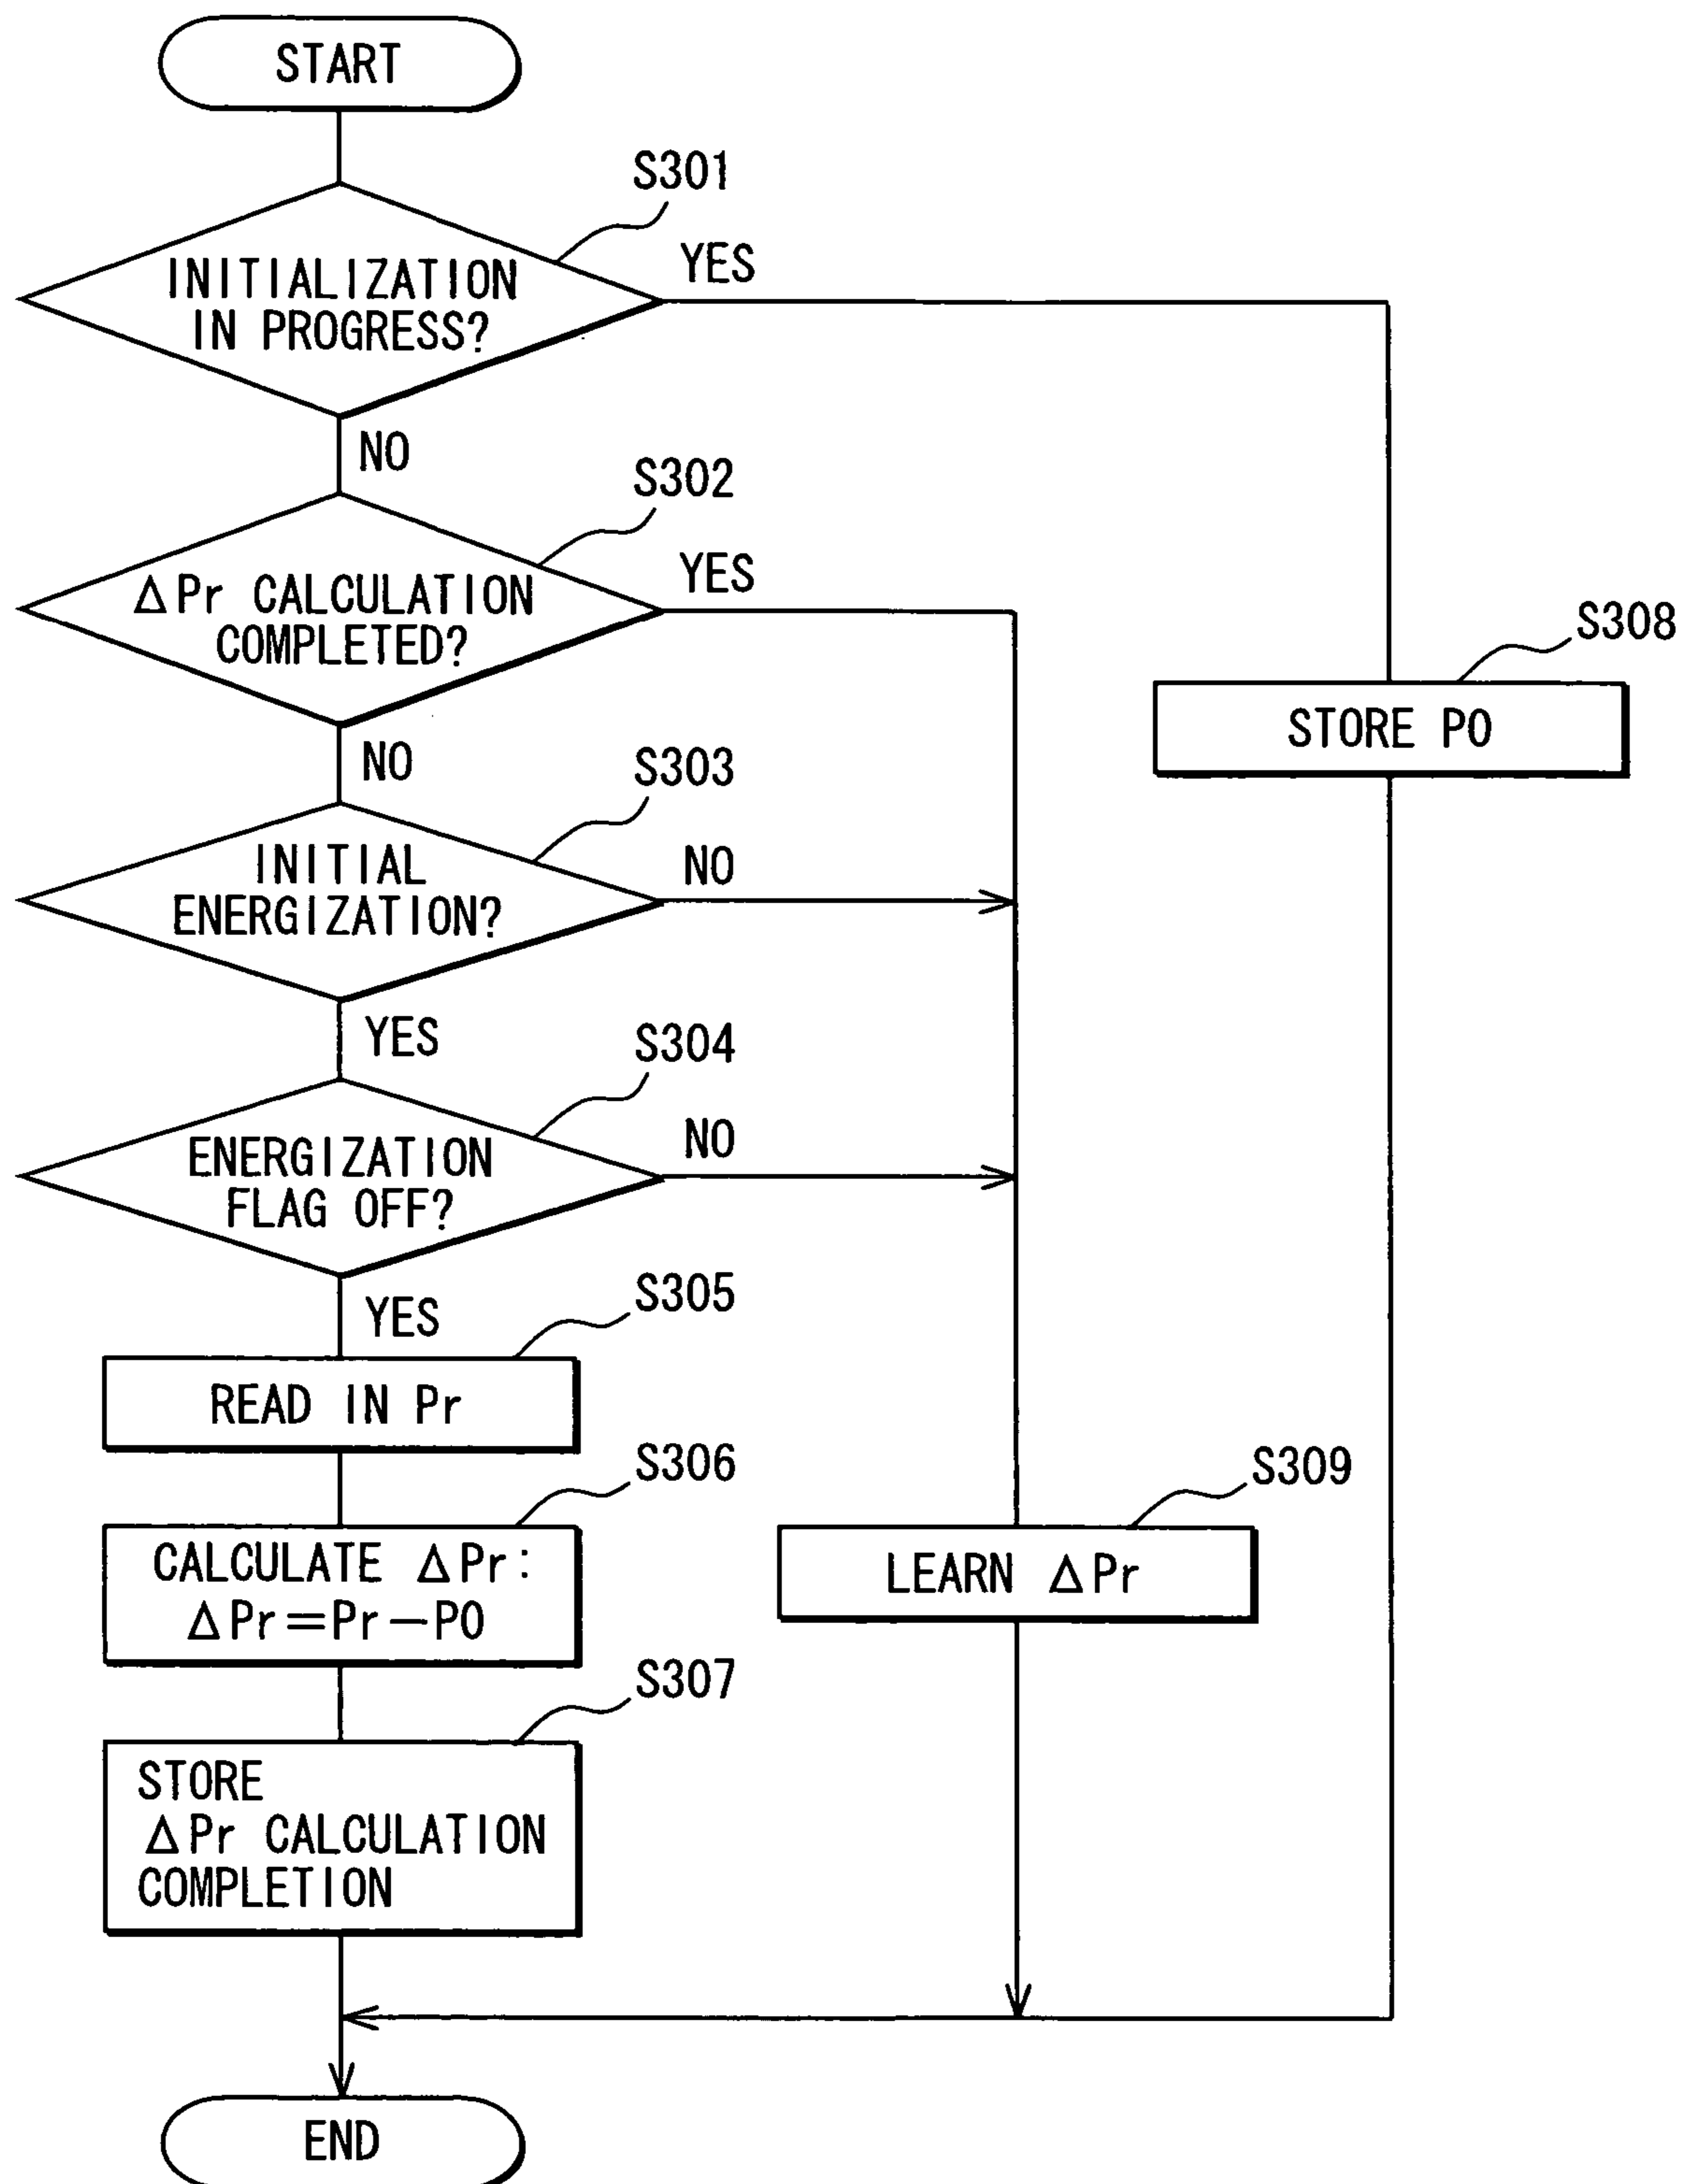 START
S301
INITIALIZATION
IN PROGRESS?
YES
NO
S302
ΔPr CALCULATION
COMPLETED?
YES
NO
S308
STORE P0
S303
INITIAL
ENERGIZATION?
NO
YES
S304
ENERGIZATION
FLAG OFF?
NO
YES
S305
READ IN Pr
S306
CALCULATE ΔPr:
ΔPr=Pr-P0
S309
LEARN ΔPr
S307
STORE
ΔPr CALCULATION
COMPLETION
END